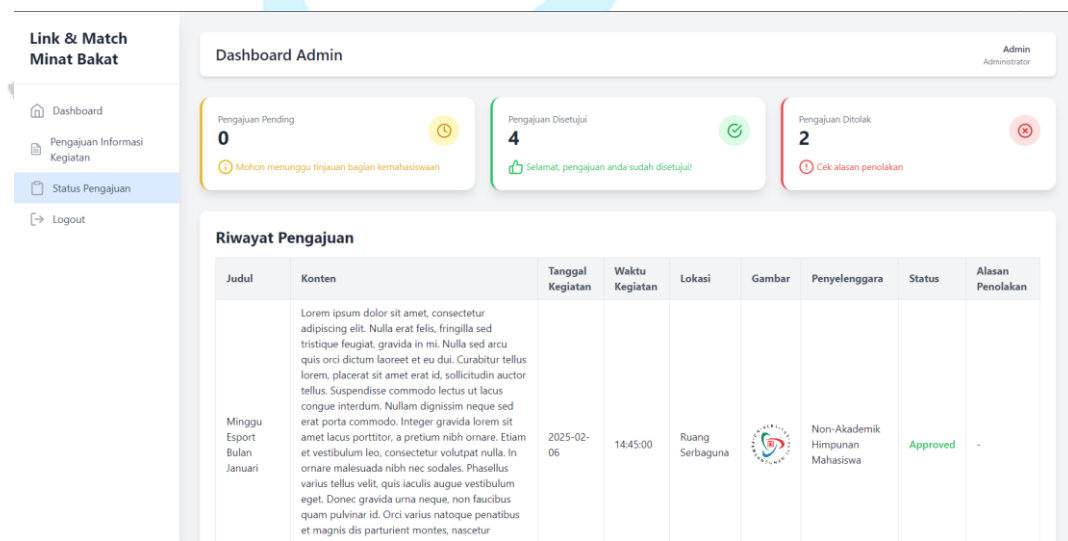 Link & Match
Minat Bakat
Dashboard
Pengajuan Informasi
Kegiatan
Status Pengajuan
Logout
Dashboard Admin
Admin
Administrator
Pengajuan Pending
0
Mohon menunggu tinjauan bagian kemahasiswaan
Pengajuan Disetujui
4
Selamat, pengajuan anda sudah disetujui!
Pengajuan Ditolak
2
Cek alasan penolakan
Riwayat Pengajuan
Judul
Konten
Tanggal
Kegiatan
Waktu
Kegiatan
Lokasi
Gambar
Penyelenggara
Status
Alasan
Penolakan
Minggu
Esport
Bulan
Januari
Lorem ipsum dolor sit amet, consectetur
adipiscing elit. Nulla erat felis, fringilla sed
tristique feugiat, gravida in mi. Nulla sed arcu
quis orci dictum laoreet et eu dui. Curabitur tellus
lorem, placerat sit amet erat id, sollicitudin auctor
tellus. Suspendisse commodo lectus ut lacus
congue interdum. Nullam dignissim neque sed
erat porta commodo. Integer gravida lorem sit
amet lacus porttitor, a pretium nibh ornare. Etiam
et vestibulum leo, consectetur volutpat nulla. In
ornare malesuada nibh nec sodales. Phasellus
varius tellus velit, quis iaculis augue vestibulum
eget. Donec gravida urna neque, non faucibus
quam pulvinar id. Orci varius natoque penatibus
et magnis dis parturient montes, nascetur
2025-02-
06
14:45:00
Ruang
Serbaguna
Non-Akademik
Himpunan
Mahasiswa
Approved
-